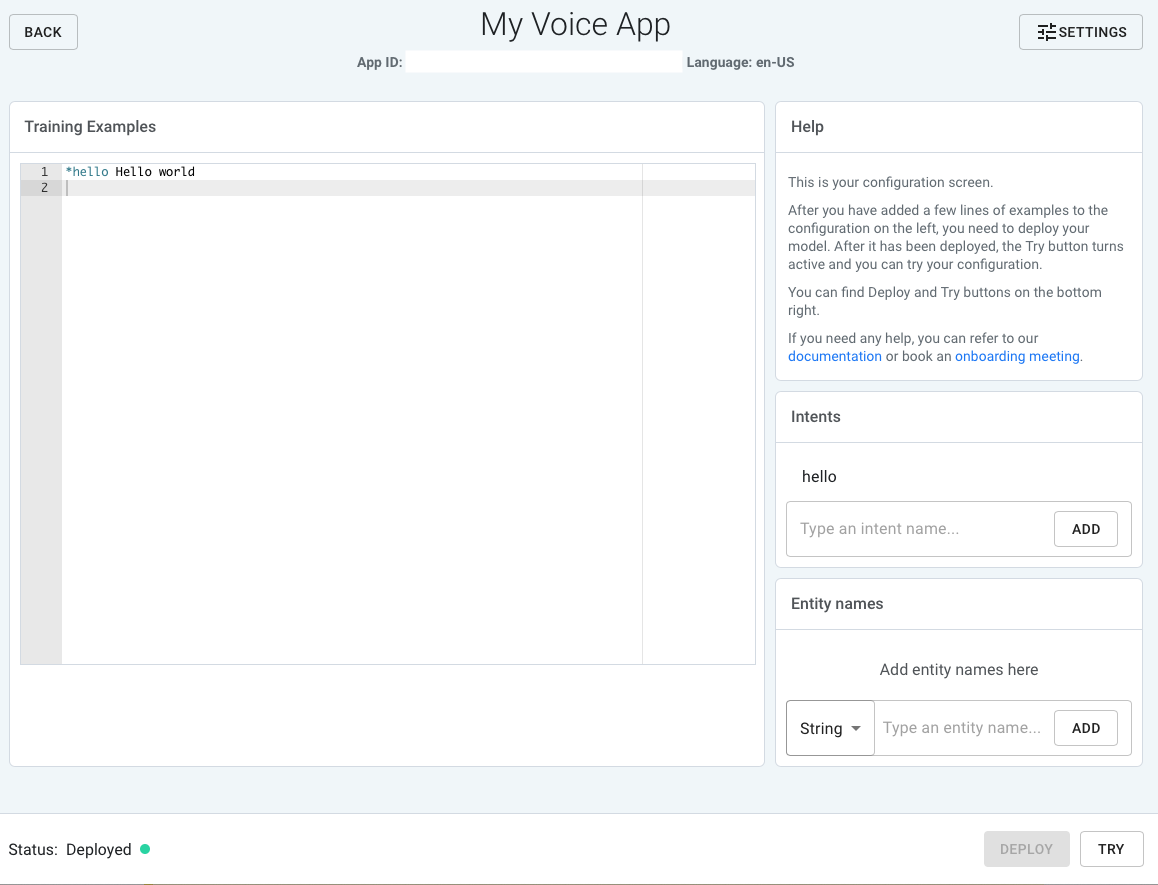 BACK
My Voice App
SETTINGS
App ID:
Language: en-US
Training Examples
1 *hello Hello world
2
Help
This is your configuration screen.
After you have added a few lines of examples to the
configuration on the left, you need to deploy your
model. After it has been deployed, the Try button turns
active and you can try your configuration.
You can find Deploy and Try buttons on the bottom
right.
If you need any help, you can refer to our
documentation or book an onboarding meeting.
Intents
hello
Type an intent name...
ADD
Entity names
Add entity names here
String
Type an entity name...
ADD
Status: Deployed
DEPLOY
TRY